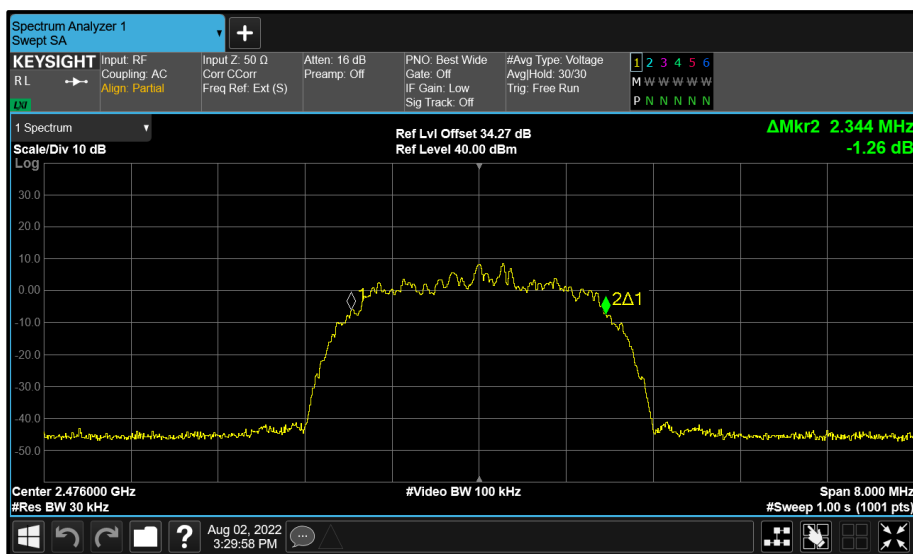 Spectrum Analyzer 1
Swept SA
+
KEYSIGHT
R L
LXI
Input: RF
Coupling: AC
Align: Partial
Input Z: 50 Ω
Corr CCorr
Freq Ref: Ext (S)
Atten: 16 dB
Preamp: Off
PNO: Best Wide
Gate: Off
IF Gain: Low
Sig Track: Off
#Avg Type: Voltage
Avg|Hold: 30/30
Trig: Free Run
1 2 3 4 5 6
M W W W W W
P N N N N N
1 Spectrum
Scale/Div 10 dB
Ref Lvl Offset 34.27 dB
Ref Level 40.00 dBm
ΔMkr2 2.344 MHz
-1.26 dB
Log
30.0
20.0
10.0
0.00
-10.0
-20.0
-30.0
-40.0
-50.0
1
2Δ1
Center 2.476000 GHz
#Res BW 30 kHz
#Video BW 100 kHz
Span 8.000 MHz
#Sweep 1.00 s (1001 pts)
?
Aug 02, 2022
3:29:58 PM